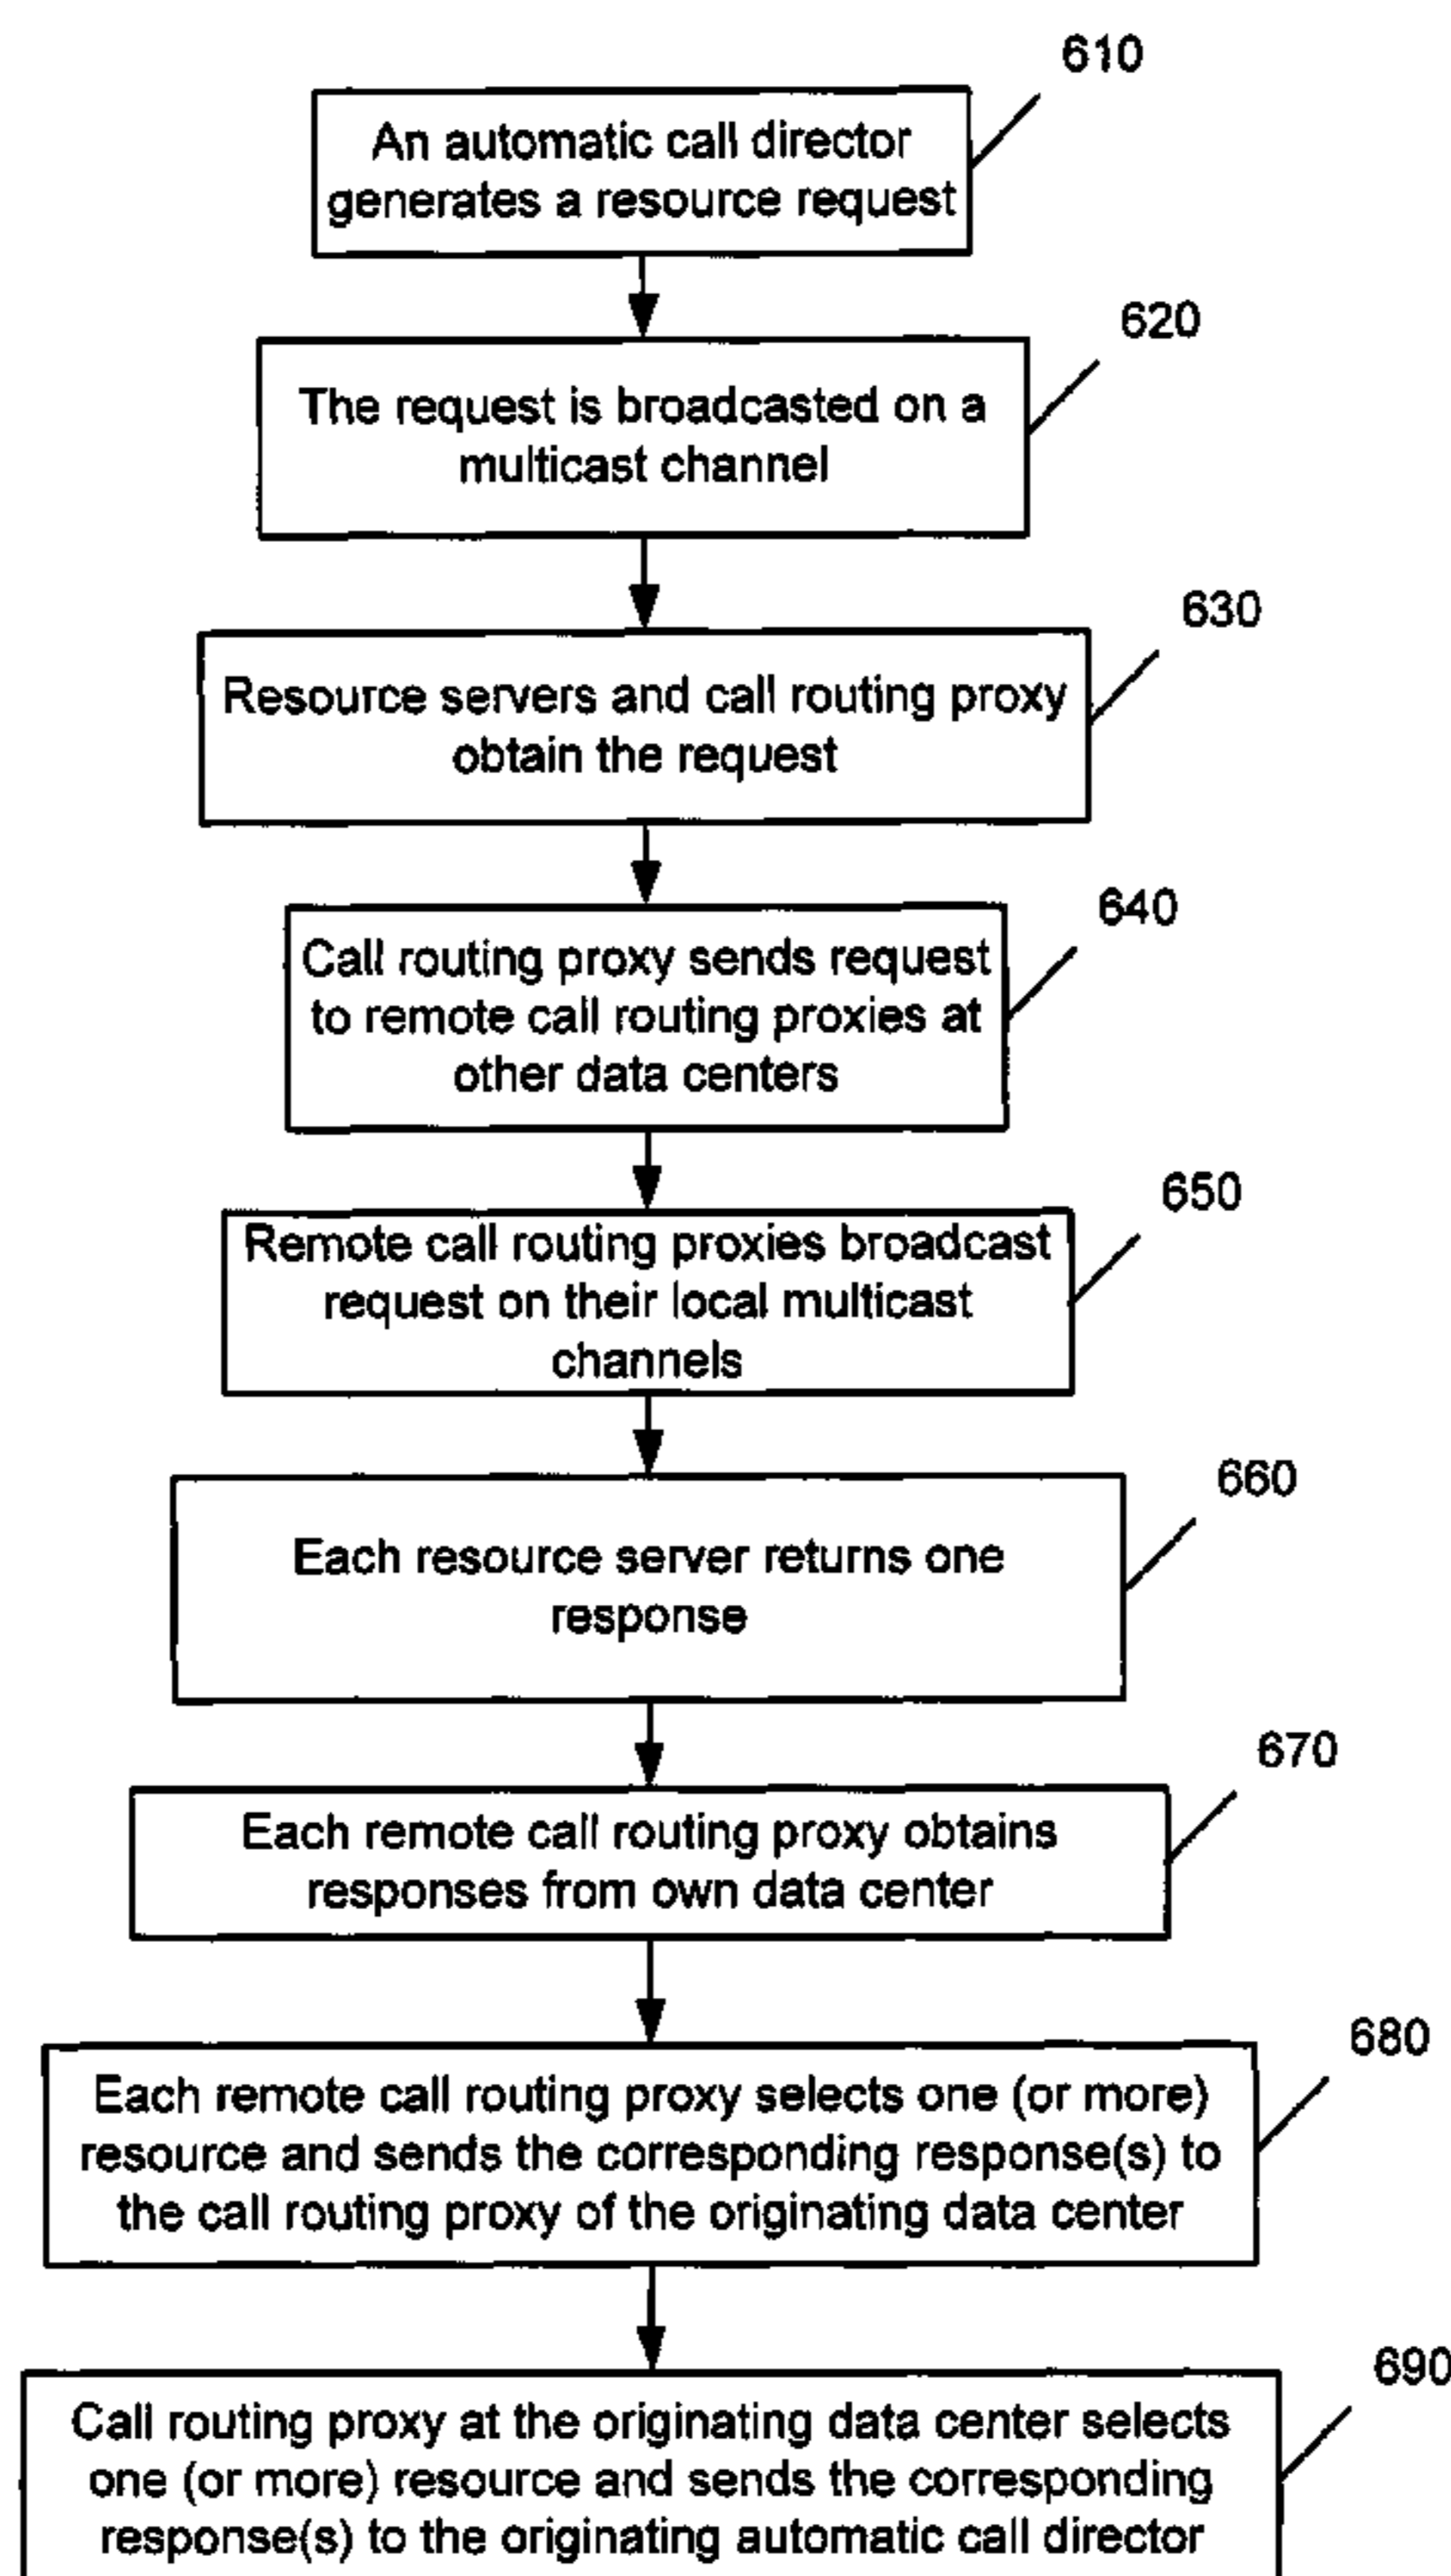 610
An automatic call director
generates a resource request
620
The request is broadcasted on a
multicast channel
630
Resource servers and call routing proxy
obtain the request
640
Call routing proxy sends request
to remote call routing proxies at
other data centers
650
Remote call routing proxies broadcast
request on their local multicast
channels
660
Each resource server returns one
response
670
Each remote call routing proxy obtains
responses from own data center
680
Each remote call routing proxy selects one (or more)
resource and sends the corresponding response(s) to
the call routing proxy of the originating data center
690
Call routing proxy at the originating data center selects
one (or more) resource and sends the corresponding
response(s) to the originating automatic call director